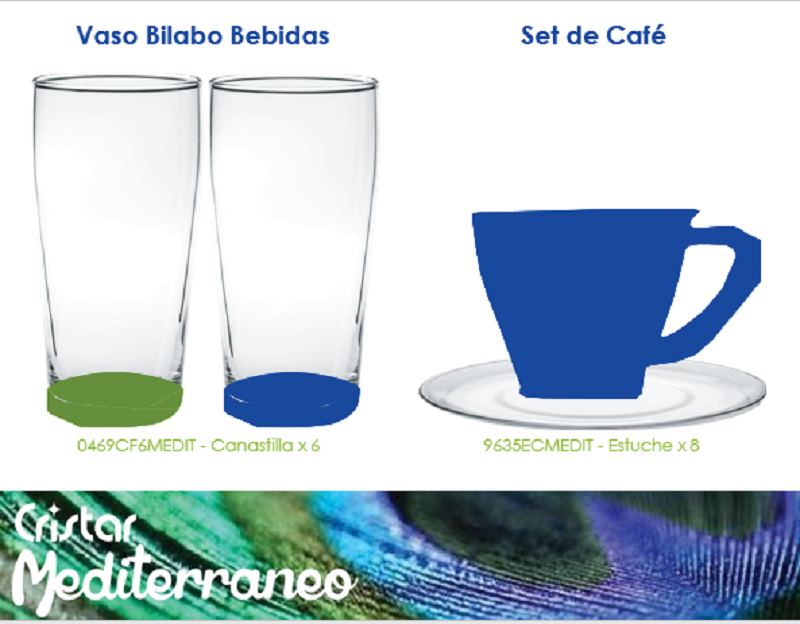 Vaso Bilabo Bebidas
Set de Café
0469CF6MEDIT - Canastilla x 6
9635ECMEDIT - Estuche x 8
Cristar
Mediterraneo